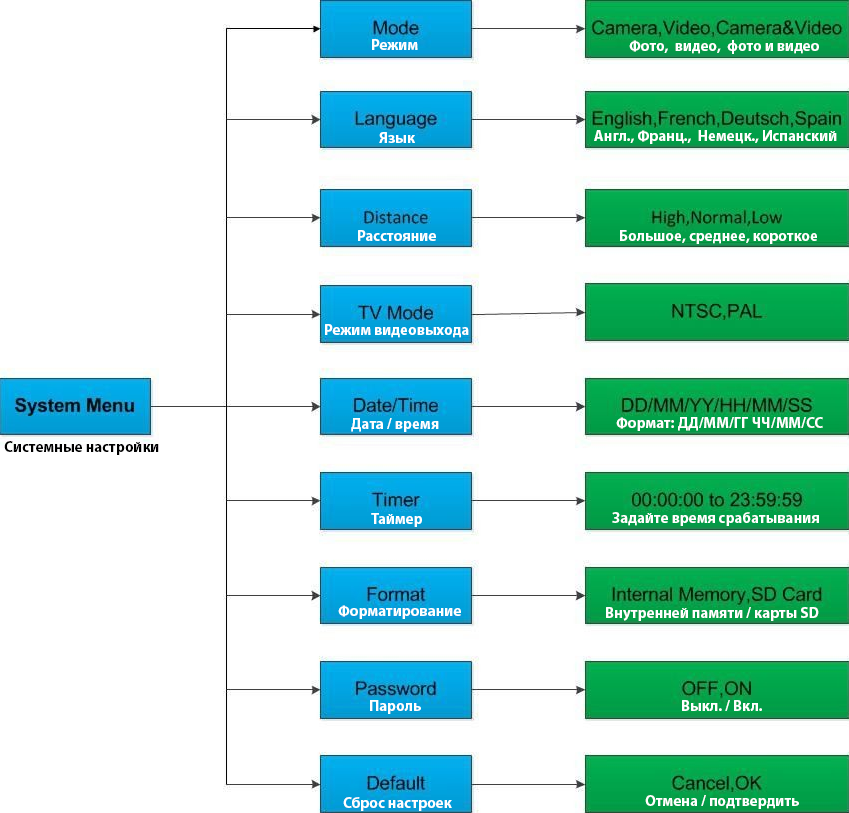 Mode
Режим
Camera,Video,Camera&Video
Фото, видео, фото и видео
Language
Язык
English,French,Deutsch,Spain
Англ., Франц., Немецк., Испанский
Distance
Расстояние
High,Normal,Low
Большое, среднее, короткое
TV Mode
Режим видеовыхода
NTSC,PAL
System Menu
Системные настройки
Date/Time
Дата / время
DD/MM/YY/HH/MM/SS
Формат: ДД/ММ/ГГ ЧЧ/ММ/СС
Timer
Таймер
00:00:00 to 23:59:59
Задайте время срабатывания
Format
Форматирование
Internal Memory,SD Card
Внутренней памяти / карты SD
Password
Пароль
OFF,ON
Выкл. / Вкл.
Default
Сброс настроек
Cancel,OK
Отмена / подтвердить